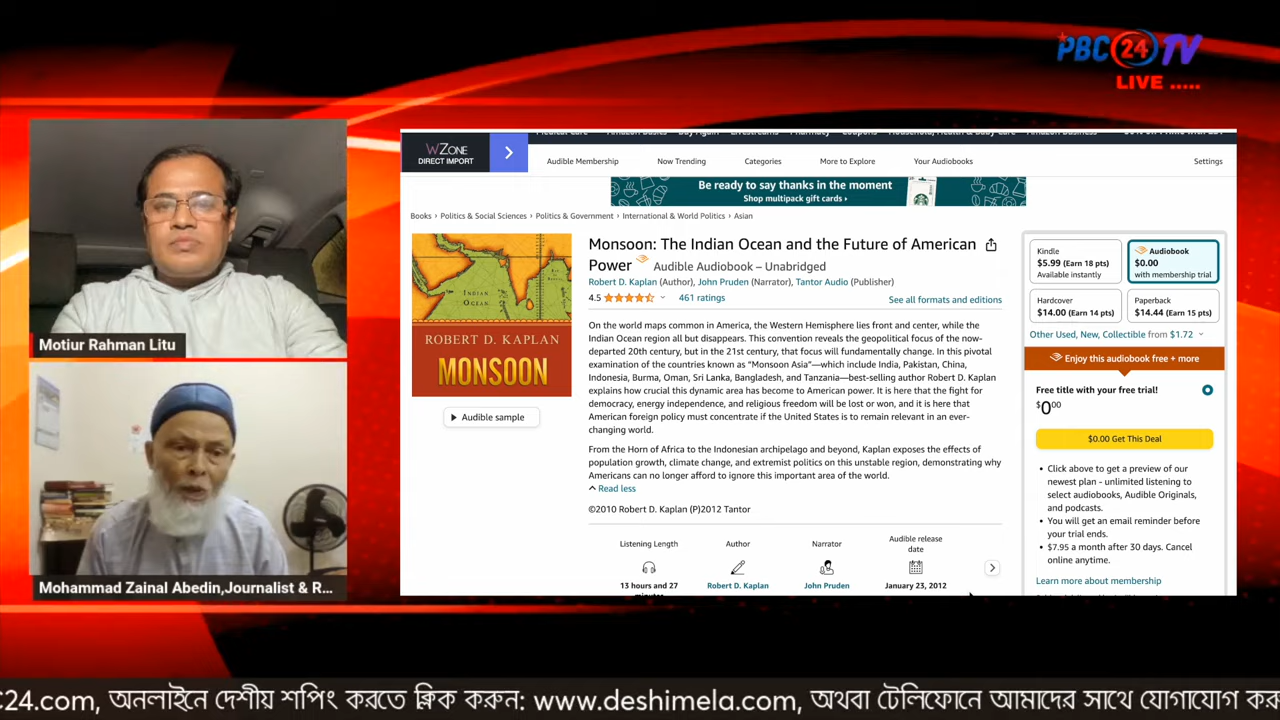 PBC 24 TV
LIVE .....
WZONE
DIRECT IMPORT
Audible Membership
Now Trending
Categories
More to Explore
Your Audiobooks
Settings
Be ready to say thanks in the moment
Shop multipack gift cards ›
Books › Politics & Social Sciences › Politics & Government › International & World Politics › Asian
INDIAN
OCEAN
ROBERT D. KAPLAN
MONSOON
Audible sample
Monsoon: The Indian Ocean and the Future of American
Power Audible Audiobook – Unabridged
Robert D. Kaplan (Author), John Pruden (Narrator), Tantor Audio (Publisher)
4.5 461 ratings
See all formats and editions
On the world maps common in America, the Western Hemisphere lies front and center, while the
Indian Ocean region all but disappears. This convention reveals the geopolitical focus of the now-
departed 20th century, but in the 21st century, that focus will fundamentally change. In this pivotal
examination of the countries known as “Monsoon Asia”—which include India, Pakistan, China,
Indonesia, Burma, Oman, Sri Lanka, Bangladesh, and Tanzania—best-selling author Robert D. Kaplan
explains how crucial this dynamic area has become to American power. It is here that the fight for
democracy, energy independence, and religious freedom will be lost or won, and it is here that
American foreign policy must concentrate if the United States is to remain relevant in an ever-
changing world.
From the Horn of Africa to the Indonesian archipelago and beyond, Kaplan exposes the effects of
population growth, climate change, and extremist politics on this unstable region, demonstrating why
Americans can no longer afford to ignore this important area of the world.
Read less
©2010 Robert D. Kaplan (P)2012 Tantor
Listening Length
13 hours and 27
minutes
Author
Robert D. Kaplan
Narrator
John Pruden
Audible release
date
January 23, 2012
Kindle
$5.99 (Earn 18 pts)
Available instantly
Audiobook
$0.00
with membership trial
Hardcover
$14.00 (Earn 14 pts)
Paperback
$14.44 (Earn 15 pts)
Other Used, New, Collectible from $1.72
Enjoy this audiobook free + more
Free title with your free trial!
$0.00
$0.00 Get This Deal
• Click above to get a preview of our
newest plan - unlimited listening to
select audiobooks, Audible Originals,
and podcasts.
• You will get an email reminder before
your trial ends.
• $7.95 a month after 30 days. Cancel
online anytime.
Learn more about membership
Motiur Rahman Litu
Mohammad Zainal Abedin,Journalist & R...
C24.com, অনলাইনে দেশীয় শপিং করতে ক্লিক করুন: www.deshimela.com, অথবা টেলিফোনে আমাদের সাথে যোগাযোগ কর